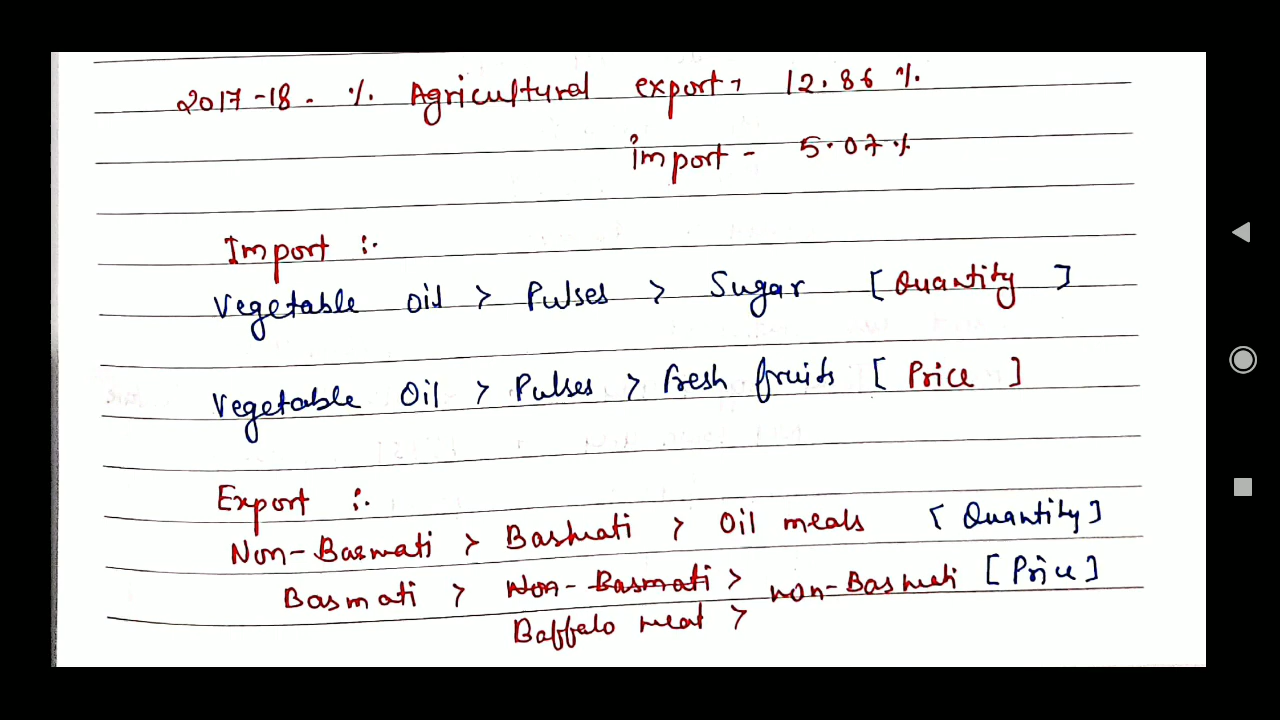 2017-18. % Agricultural export, 12.86 %.
import - 5.07%
Import :-
Vegetable oil > Pulses > Sugar [Quantity]
Vegetable Oil > Pulses > Fresh fruits [Price]
Export :-
Non-Basmati > Basmati > Oil meals [Quantity]
Basmati > Non-Basmati > non-Basmati [Price]
Baffalo meat >